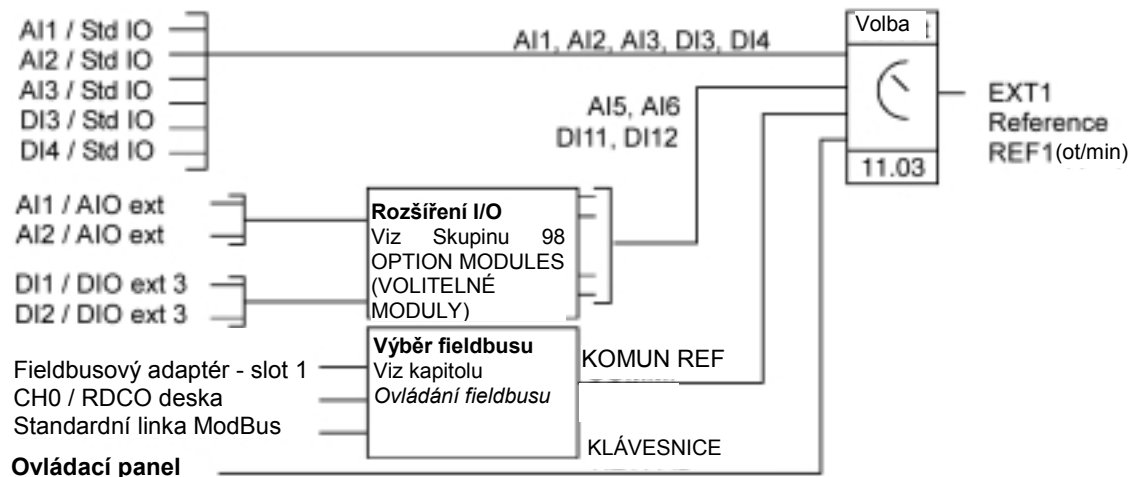 AI1 / Std IO
AI2 / Std IO
AI3 / Std IO
DI3 / Std IO
DI4 / Std IO
AI1, AI2, AI3, DI3, DI4
Volba
11.03
EXT1
Reference
REF1(ot/min)
AI5, AI6
DI11, DI12
AI1 / AIO ext
AI2 / AIO ext
DI1 / DIO ext 3
DI2 / DIO ext 3
Rozšíření I/O
Viz Skupinu 98
OPTION MODULES
(VOLITELNÉ
MODULY)
Fieldbusový adaptér - slot 1
CH0 / RDCO deska
Standardní linka ModBus
Výběr fieldbusu
Viz kapitolu
Ovládání fieldbusu
KOMUN REF
KLÁVESNICE
Ovládací panel